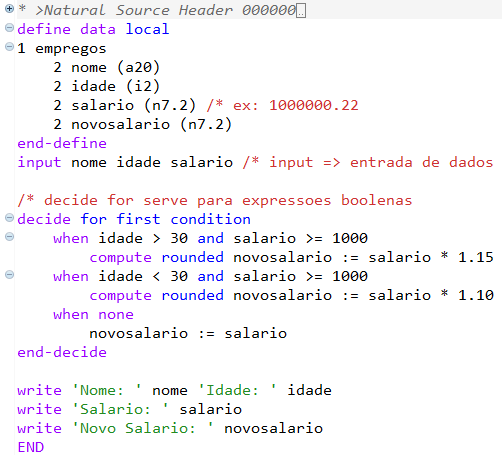 * >Natural Source Header 000000..
define data local
1 empregos
2 nome (a20)
2 idade (i2)
2 salario (n7.2) /* ex: 1000000.22
2 novosalario (n7.2)
end-define
input nome idade salario /* input => entrada de dados
/* decide for serve para expressoes boolenas
decide for first condition
when idade > 30 and salario >= 1000
compute rounded novosalario := salario * 1.15
when idade < 30 and salario >= 1000
compute rounded novosalario := salario * 1.10
when none
novosalario := salario
end-decide
write 'Nome: ' nome 'Idade: ' idade
write 'Salario: ' salario
write 'Novo Salario: ' novosalario
END